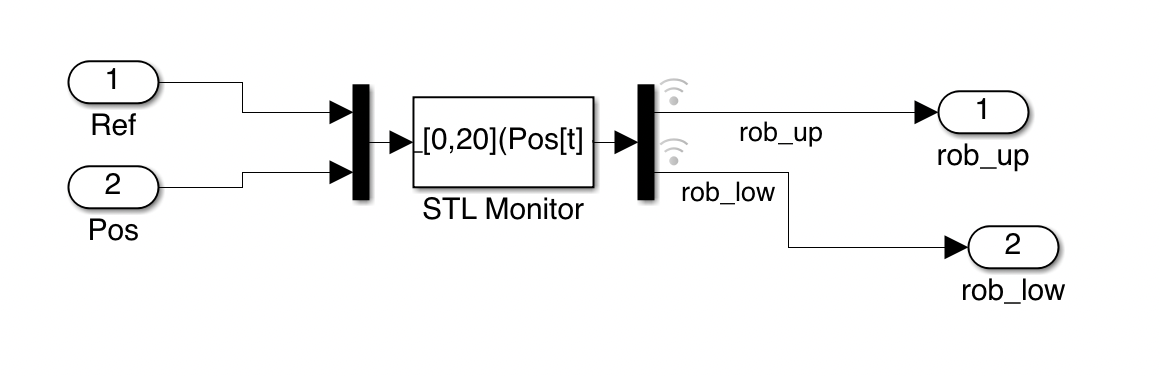 1
Ref
2
Pos
_[0,20](Pos[t]
STL Monitor
rob_up
rob_low
1
rob_up
2
rob_low